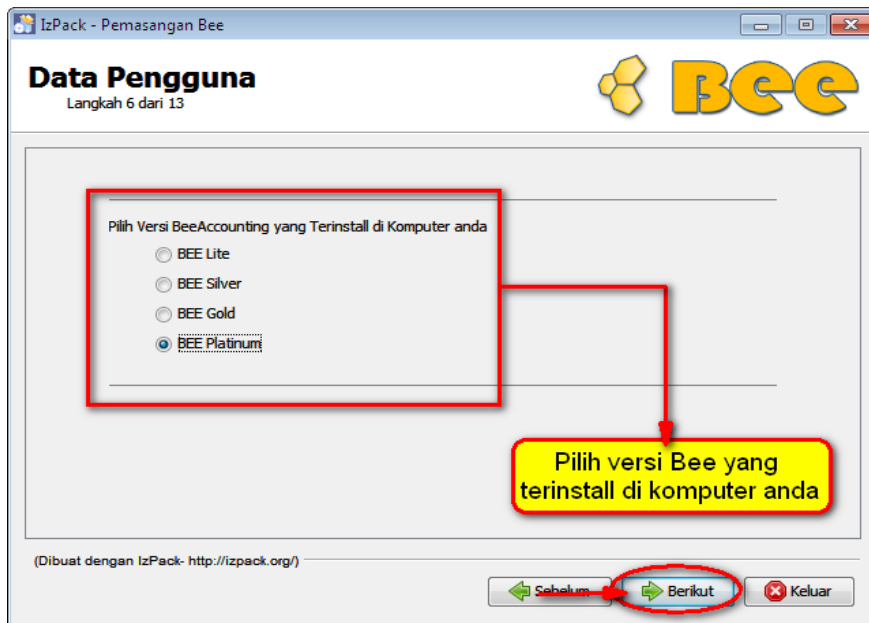 IzPack - Pemasangan Bee
Data Pengguna
Langkah 6 dari 13
Bee
Pilih Versi BeeAccounting yang Terinstall di Komputer anda
BEE Lite
BEE Silver
BEE Gold
BEE Platinum
Pilih versi Bee yang
terinstall di komputer anda
(Dibuat dengan IzPack- http://izpack.org/)
Sebelum
Berikut
Keluar